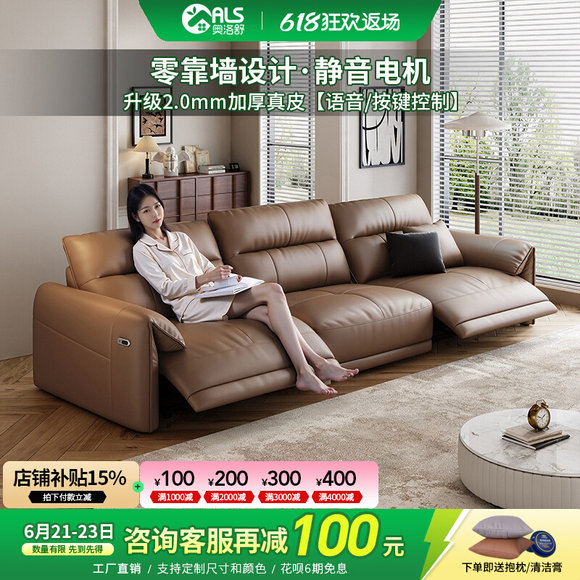 ALS
奥洛舒
618狂欢返场
零靠墙设计·静音电机
升级2.0mm加厚真皮【语音/按键控制】
店铺补贴15%
拍下付款立减
+
¥100
满1000减
¥200
满2000减
¥300
满3000减
¥400
满4000减
6月21-23日
数量有限 先到先得
咨询客服再减100元
工厂直销/支持定制尺寸和颜色/花呗6期免息
下单即送抱枕/清洁膏